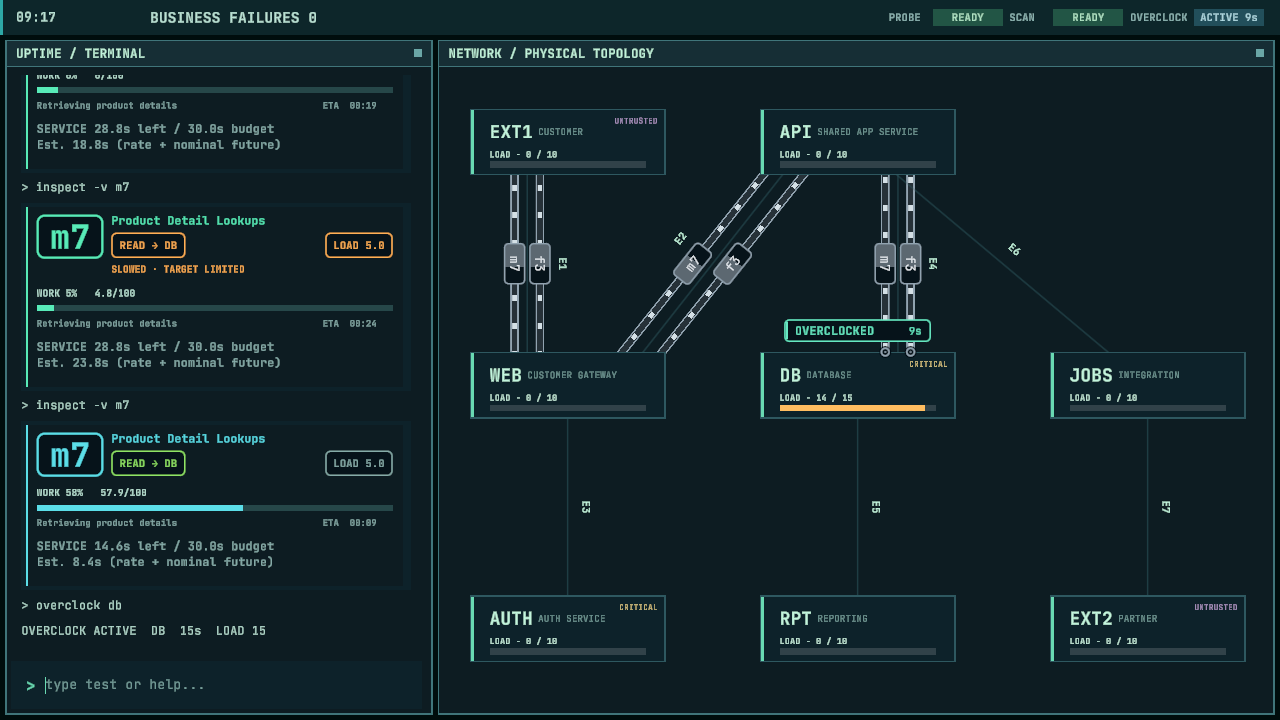 09:17 BUSINESS FAILURES 0 PROBE READY SCAN READY OVERCLOCK ACTIVE 9s
UPTIME / TERMINAL
Retrieving product details ETA 00:19
SERVICE 28.8s left / 30.0s budget
Est. 18.8s (rate + nominal future)
> inspect -v m7
m7 Product Detail Lookups
READ → DB LOAD 5.0
SLOWED · TARGET LIMITED
WORK 5% 4.8/100
Retrieving product details ETA 00:24
SERVICE 28.8s left / 30.0s budget
Est. 23.8s (rate + nominal future)
> inspect -v m7
m7 Product Detail Lookups
READ → DB LOAD 5.0
WORK 58% 57.9/100
Retrieving product details ETA 00:09
SERVICE 14.6s left / 30.0s budget
Est. 8.4s (rate + nominal future)
> overclock db
OVERCLOCK ACTIVE DB 15s LOAD 15
> type test or help...
NETWORK / PHYSICAL TOPOLOGY
UNTRUSTED
EXT1 CUSTOMER
LOAD - 0 / 10
API SHARED APP SERVICE
LOAD - 0 / 10
m7 f3 E1
E2 m7 f3
m7 f3 E4
E6
OVERCLOCKED 9s
WEB CUSTOMER GATEWAY
LOAD - 0 / 10
CRITICAL
DB DATABASE
LOAD - 14 / 15
JOBS INTEGRATION
LOAD - 0 / 10
E3
E5
E7
CRITICAL
AUTH AUTH SERVICE
LOAD - 0 / 10
RPT REPORTING
LOAD - 0 / 10
UNTRUSTED
EXT2 PARTNER
LOAD - 0 / 10